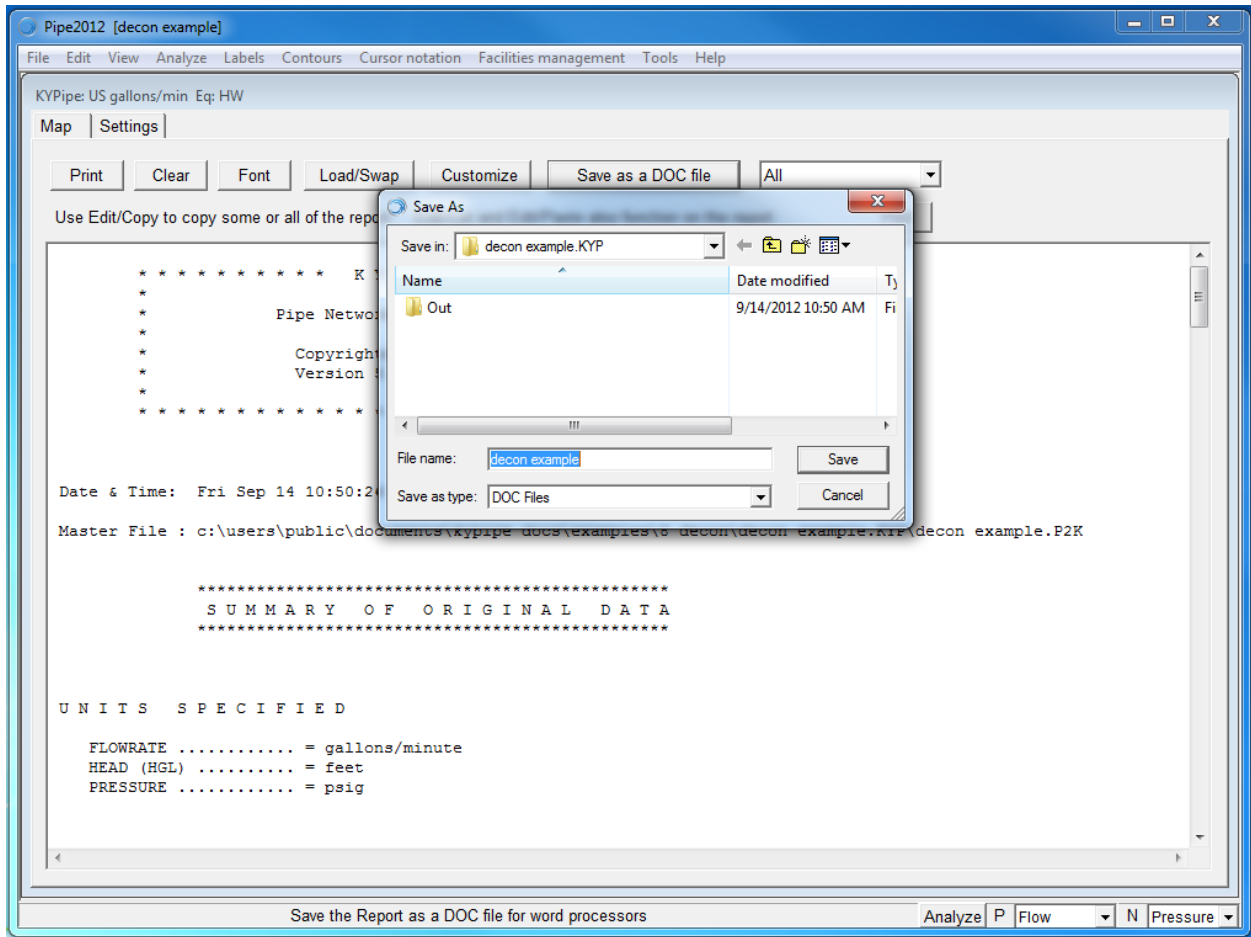 Pipe2012 [decon example]
File Edit View Analyze Labels Contours Cursor notation Facilities management Tools Help
KYPipe: US gallons/min Eq: HW
Map Settings
Print Clear Font Load/Swap Customize Save as a DOC file All
Use Edit/Copy to copy some or all of the repo
Save As
Save in: decon example.KYP
Name Date modified Ty
Out 9/14/2012 10:50 AM Fi
File name: decon example Save
Save as type: DOC Files Cancel
* * * * * * * * * * K Y
*
* Pipe Networ
*
* Copyright
* Version
*
* * * * * * * * * * * *
Date & Time: Fri Sep 14 10:50:2
Master File : c:\users\public\documents\kypipe docs\examples\8 decon\decon example.KYP\decon example.P2K
************************************************
S U M M A R Y O F O R I G I N A L D A T A
************************************************
U N I T S S P E C I F I E D
FLOWRATE ............ = gallons/minute
HEAD (HGL) .......... = feet
PRESSURE ............ = psig
Save the Report as a DOC file for word processors
Analyze P Flow N Pressure